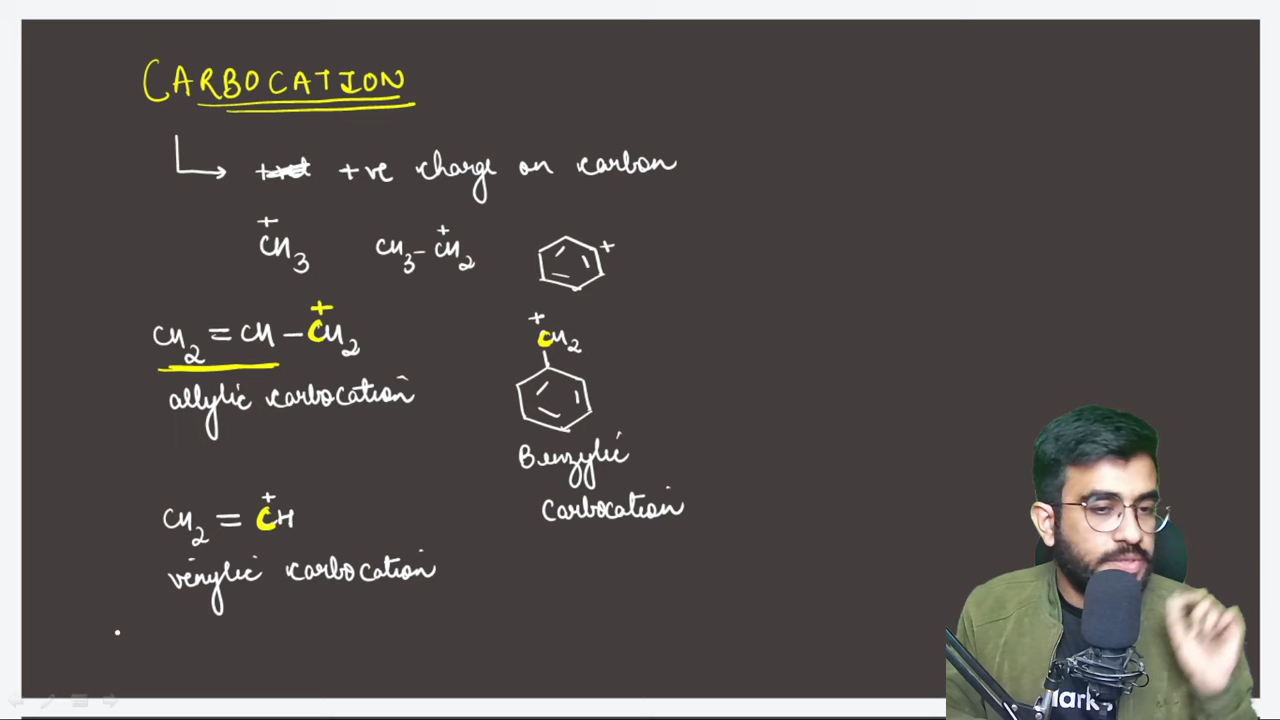 CARBOCATION
+ve charge on carbon
+
CH3 CH3-CH2 +
+
CH2=CH-CH2
+
allylic carbocation
+
CH2
Benzylic
carbocation
CH2=CH
+
vinylic carbocation
mark